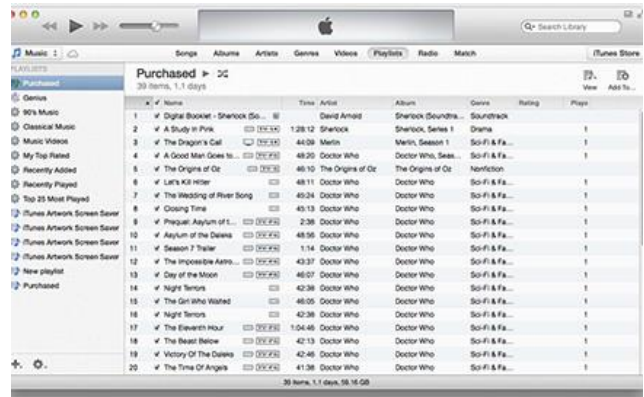 Search Library
Music
Songs Albums Artists Genres Videos Playlists Radio Match iTunes Store
PLAYLISTS
Purchased
Genius
90's Music
Classical Music
Music Videos
My Top Rated
Recently Added
Recently Played
Top 25 Most Played
iTunes Artwork Screen Saver
iTunes Artwork Screen Saver
iTunes Artwork Screen Saver
New playlist
Purchased
Purchased
39 items, 1.1 days
View Add To...
Name Time Artist Album Genre Rating Plays
1 Digital Booklet - Sherlock (So... David Arnold Sherlock (Soundtra... Soundtrack
2 A Study in Pink 1:28:12 Sherlock Sherlock, Series 1 Drama 1
3 The Dragon's Call 44:09 Merlin Merlin, Season 1 Sci-Fi & Fa... 1
4 A Good Man Goes to... 48:20 Doctor Who Doctor Who, Seas... Sci-Fi & Fa... 1
5 The Origins of Oz 46:10 The Origins of Oz The Origins of Oz Nonfiction
6 Let's Kill Hitler 48:11 Doctor Who Doctor Who Sci-Fi & Fa... 1
7 The Wedding of River Song 45:24 Doctor Who Doctor Who Sci-Fi & Fa... 1
8 Closing Time 45:13 Doctor Who Doctor Who Sci-Fi & Fa... 1
9 Prequel: Asylum of t... 2:38 Doctor Who Doctor Who Sci-Fi & Fa... 1
10 Asylum of the Daleks 48:56 Doctor Who Doctor Who Sci-Fi & Fa... 1
11 Season 7 Trailer 1:14 Doctor Who Doctor Who Sci-Fi & Fa... 1
12 The Impossible Astro... 43:37 Doctor Who Doctor Who Sci-Fi & Fa... 1
13 Day of the Moon 46:07 Doctor Who Doctor Who Sci-Fi & Fa... 1
14 Night Terrors 42:38 Doctor Who Doctor Who Sci-Fi & Fa... 1
15 The Girl Who Waited 46:05 Doctor Who Doctor Who Sci-Fi & Fa... 1
16 Night Terrors 42:38 Doctor Who Doctor Who Sci-Fi & Fa... 1
17 The Eleventh Hour 1:04:46 Doctor Who Doctor Who Sci-Fi & Fa... 1
18 The Beast Below 42:13 Doctor Who Doctor Who Sci-Fi & Fa... 1
19 Victory Of The Daleks 42:46 Doctor Who Doctor Who Sci-Fi & Fa... 1
20 The Time Of Angels 41:38 Doctor Who Doctor Who Sci-Fi & Fa... 1
39 items, 1.1 days, 59.16 GB